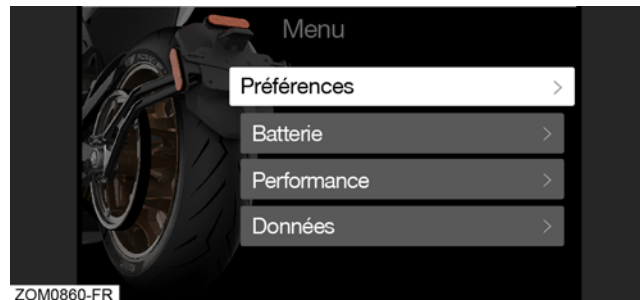 Menu
Préférences
Batterie
Performance
Données
ZOM0860-FR